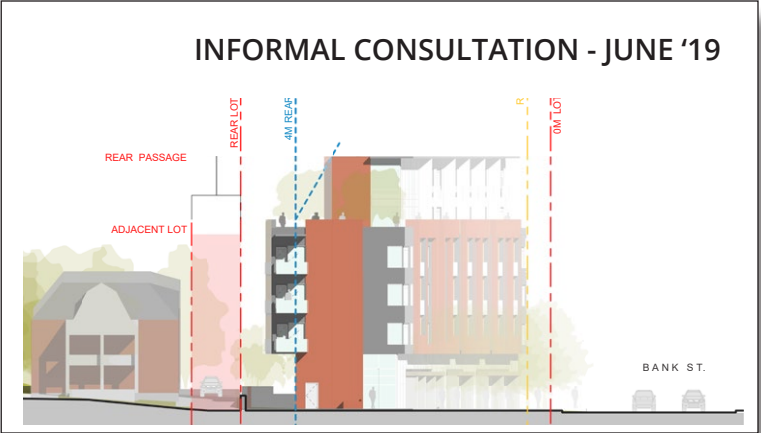 INFORMAL CONSULTATION - JUNE ‘19
REAR LOT
4M REAR
R
0M LOT
REAR PASSAGE
ADJACENT LOT
BANK ST.